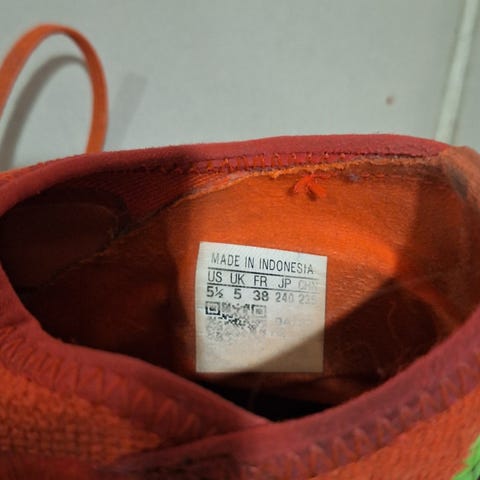 MADE IN INDONESIA
US UK FR JP CHN
5½ 5 38 240 235